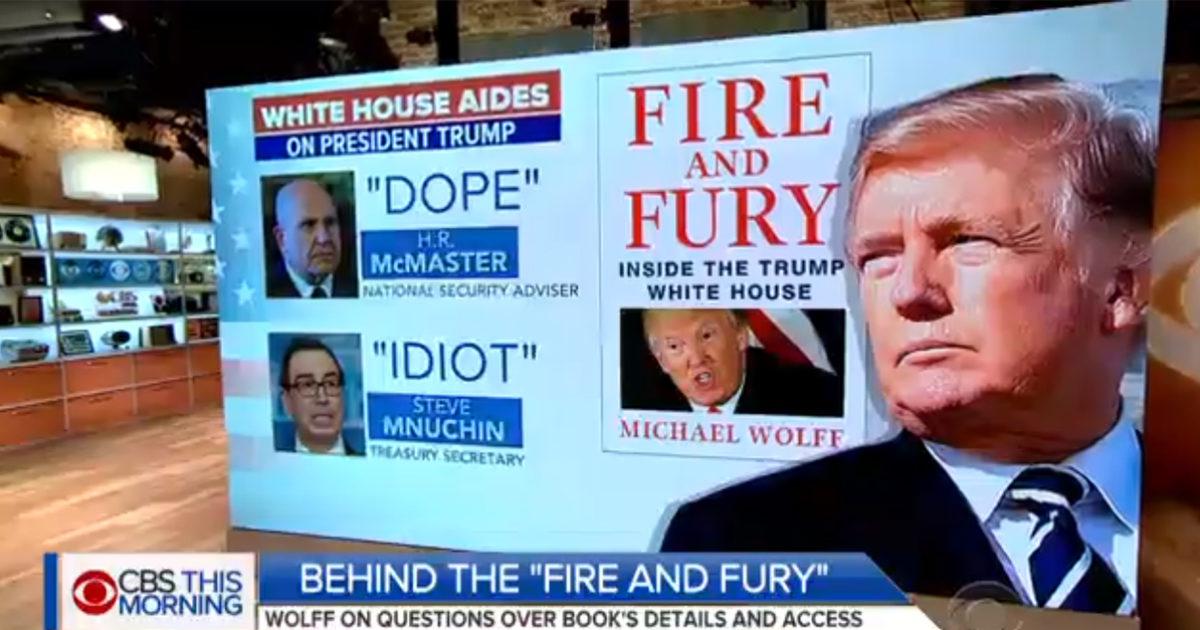 WHITE HOUSE AIDES
ON PRESIDENT TRUMP
"DOPE"
H.R.
McMASTER
NATIONAL SECURITY ADVISER
"IDIOT"
STEVE
MNUCHIN
TREASURY SECRETARY
FIRE
AND
FURY
INSIDE THE TRUMP
WHITE HOUSE
MICHAEL WOLFF
CBS THIS
MORNING
BEHIND THE "FIRE AND FURY"
WOLFF ON QUESTIONS OVER BOOK'S DETAILS AND ACCESS